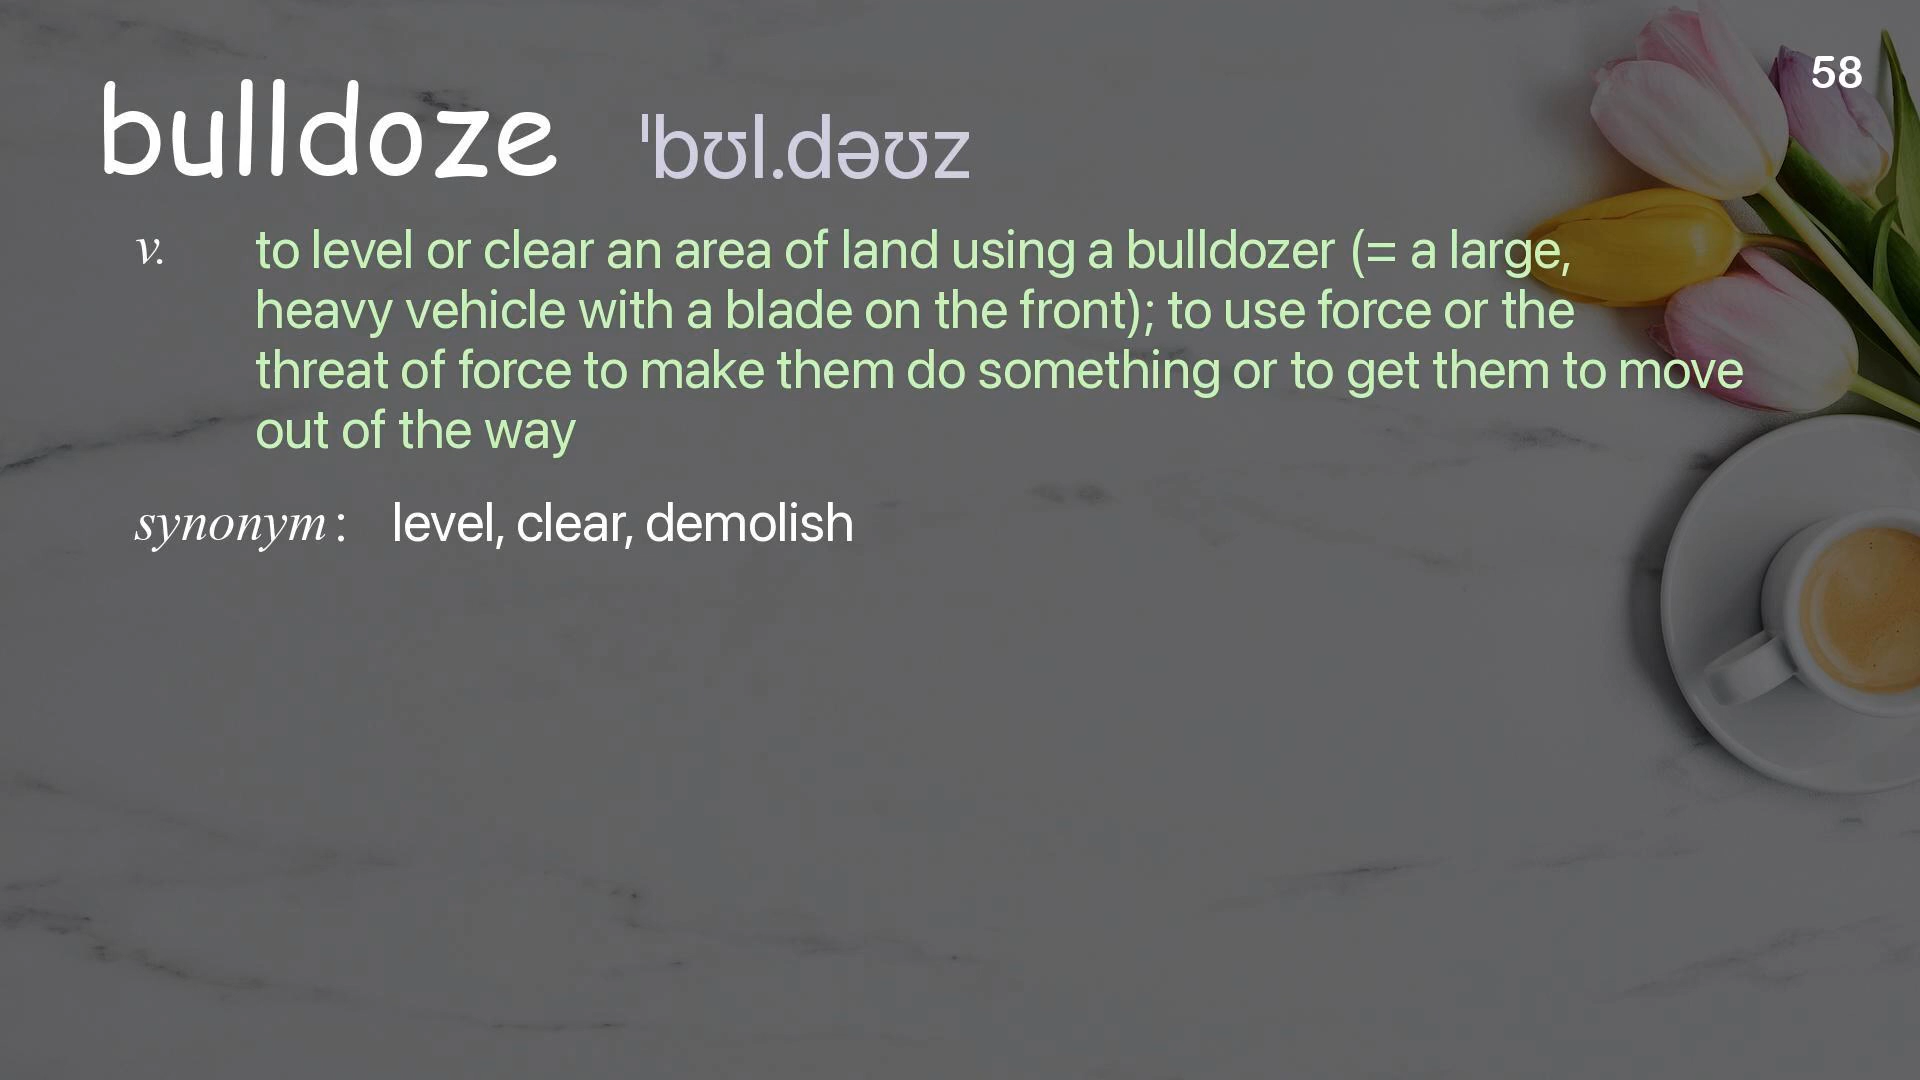 58
bulldoze ˈbʊl.dəʊz
v. to level or clear an area of land using a bulldozer (= a large,
heavy vehicle with a blade on the front); to use force or the
threat of force to make them do something or to get them to move
out of the way
synonym: level, clear, demolish